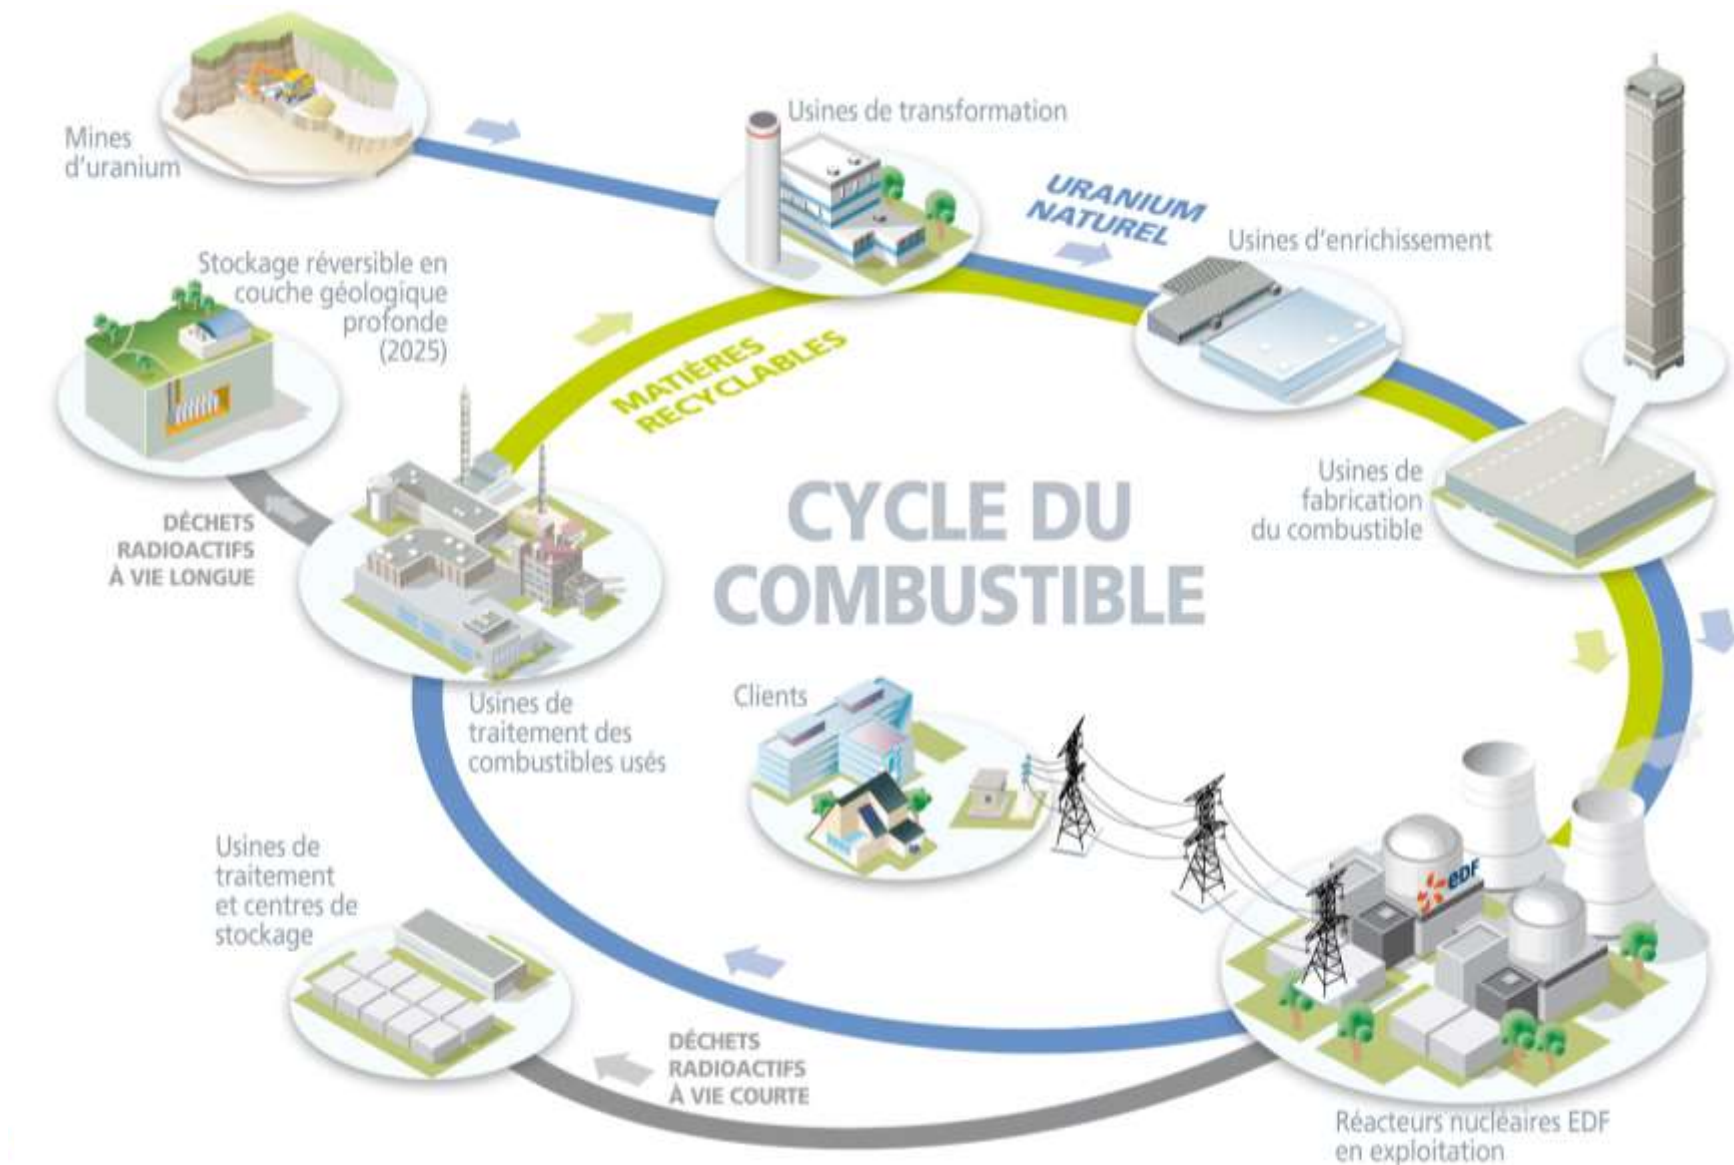 Mines
d'uranium
Usines de transformation
URANIUM
NATUREL
Usines d'enrichissement
Stockage réversible en
couche géologique
profonde
(2025)
MATIÈRES
RECYCLABLES
Usines de
fabrication
du combustible
DÉCHETS
RADIOACTIFS
À VIE LONGUE
CYCLE DU
COMBUSTIBLE
Usines de
traitement des
combustibles usés
Clients
Usines de
traitement
et centres de
stockage
eDF
DÉCHETS
RADIOACTIFS
À VIE COURTE
Réacteurs nucléaires EDF
en exploitation